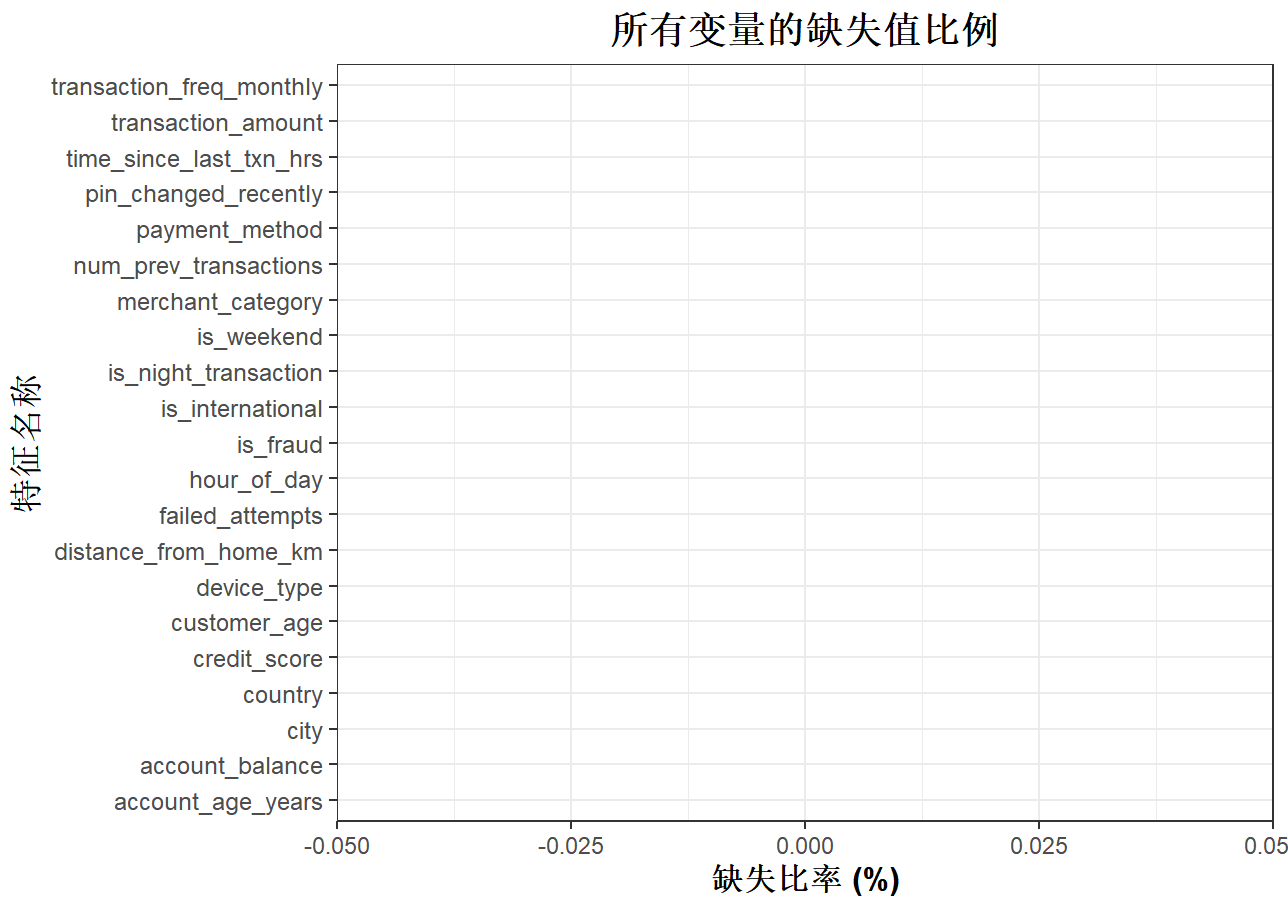 所有变量的缺失值比例
特征名称
transaction_freq_monthly
transaction_amount
time_since_last_txn_hrs
pin_changed_recently
payment_method
num_prev_transactions
merchant_category
is_weekend
is_night_transaction
is_international
is_fraud
hour_of_day
failed_attempts
distance_from_home_km
device_type
customer_age
credit_score
country
city
account_balance
account_age_years
-0.050 -0.025 0.000 0.025 0.05
缺失比率 (%)